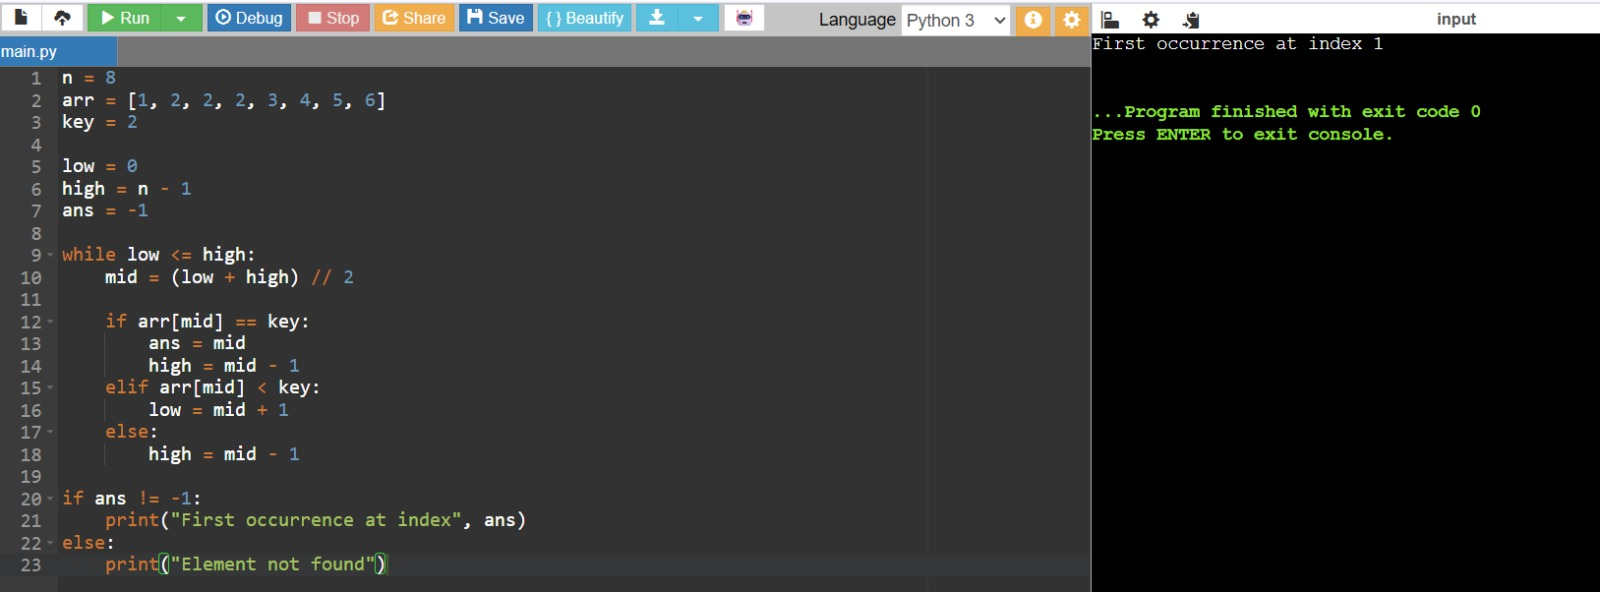 Run Debug Stop Share Save { } Beautify Language Python 3 input
main.py
1 n = 8
2 arr = [1, 2, 2, 2, 3, 4, 5, 6]
3 key = 2
4
5 low = 0
6 high = n - 1
7 ans = -1
8
9 while low <= high:
10     mid = (low + high) // 2
11
12     if arr[mid] == key:
13         ans = mid
14         high = mid - 1
15     elif arr[mid] < key:
16         low = mid + 1
17     else:
18         high = mid - 1
19
20 if ans != -1:
21     print("First occurrence at index", ans)
22 else:
23     print("Element not found")
First occurrence at index 1
...Program finished with exit code 0
Press ENTER to exit console.